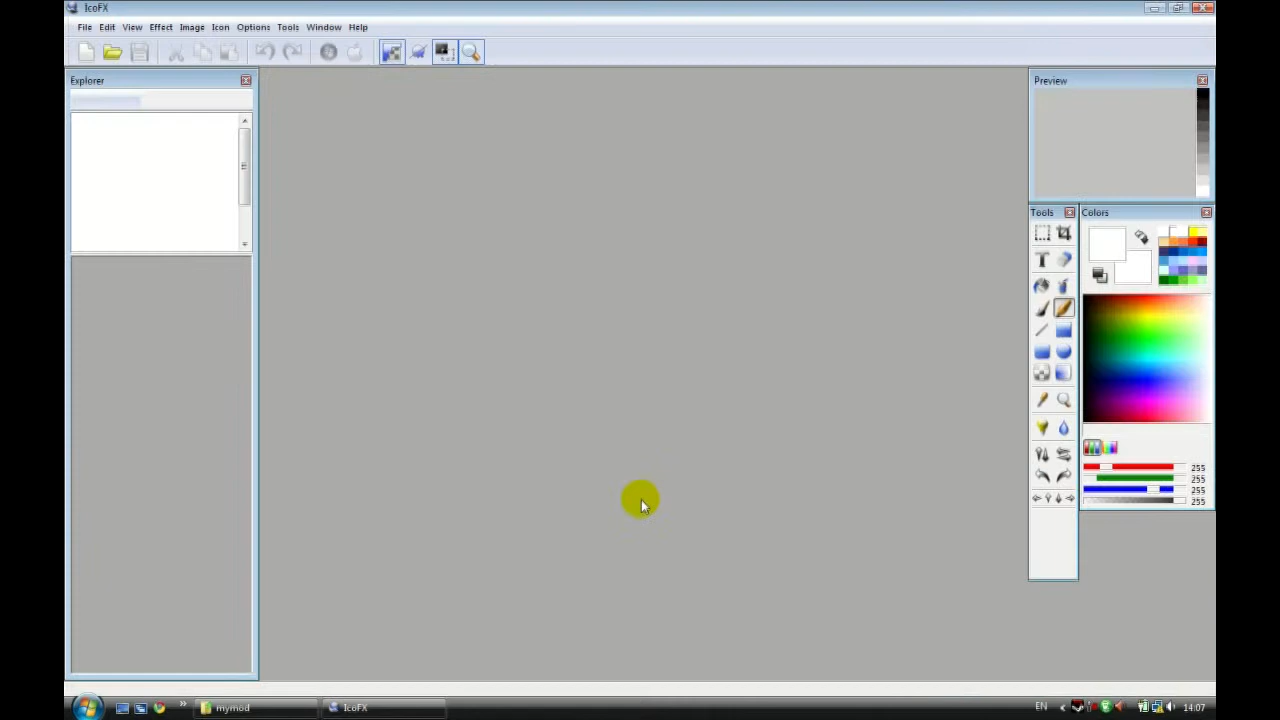 IcoFX
File Edit View Effect Image Icon Options Tools Window Help
Explorer
Preview
Tools
Colors
255
255
255
255
mymod
IcoFX
EN
14:07